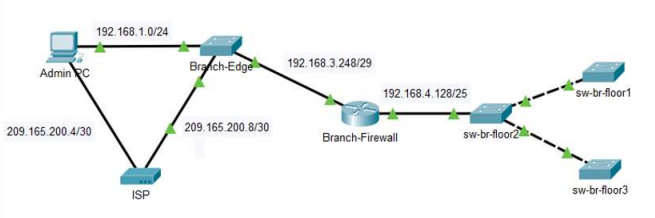 192.168.1.0/24
Admin PC
Branch-Edge
192.168.3.248/29
192.168.4.128/25
sw-br-floor1
209.165.200.4/30
209.165.200.8/30
Branch-Firewall
sw-br-floor2
ISP
sw-br-floor3